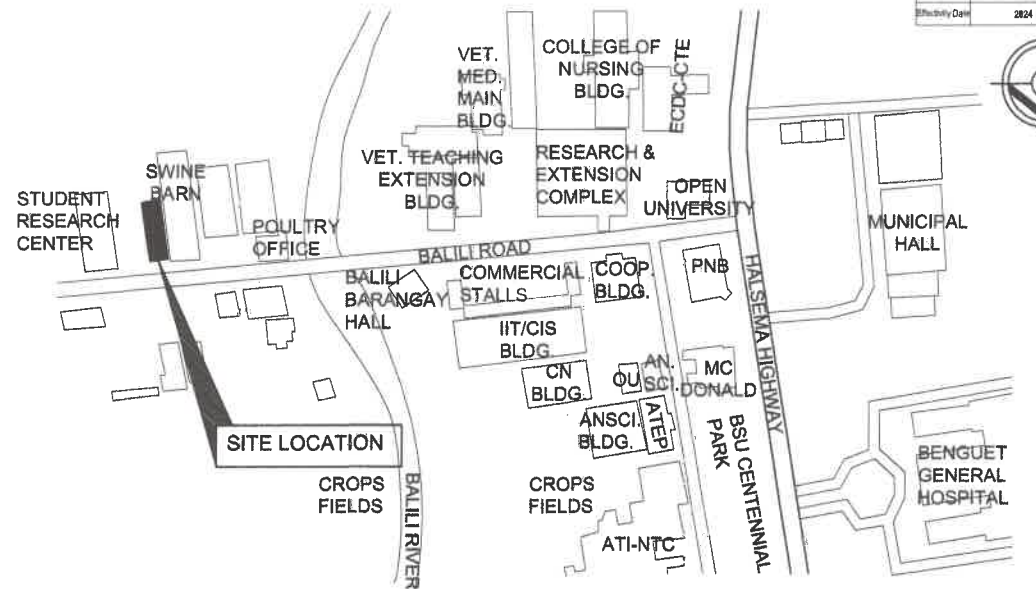 Effectivity Date
2024
VET.
MED.
MAIN
BLDG.
COLLEGE OF
NURSING
BLDG.
ECDC-CTE
VET. TEACHING
EXTENSION
BLDG.
RESEARCH &
EXTENSION
COMPLEX
OPEN
UNIVERSITY
MUNICIPAL
HALL
STUDENT
RESEARCH
CENTER
SWINE
BARN
POULTRY
OFFICE
BALILI ROAD
BALILI
BARANGAY
HALL
COMMERCIAL
STALLS
COOP.
BLDG.
PNB
HALSEMA HIGHWAY
IIT/CIS
BLDG.
CN
BLDG.
OU
AN.
SCI.
MC
DONALD
ANSCI.
BLDG.
ATEP
BSU CENTENNIAL
PARK
SITE LOCATION
CROPS
FIELDS
BALILI RIVER
CROPS
FIELDS
ATI-NTC
BENGUET
GENERAL
HOSPITAL